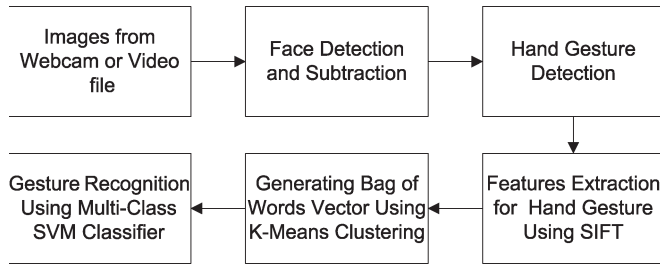 Images from
Webcam or Video
file
Face Detection
and Subtraction
Hand Gesture
Detection
Features Extraction
for Hand Gesture
Using SIFT
Generating Bag of
Words Vector Using
K-Means Clustering
Gesture Recognition
Using Multi-Class
SVM Classifier